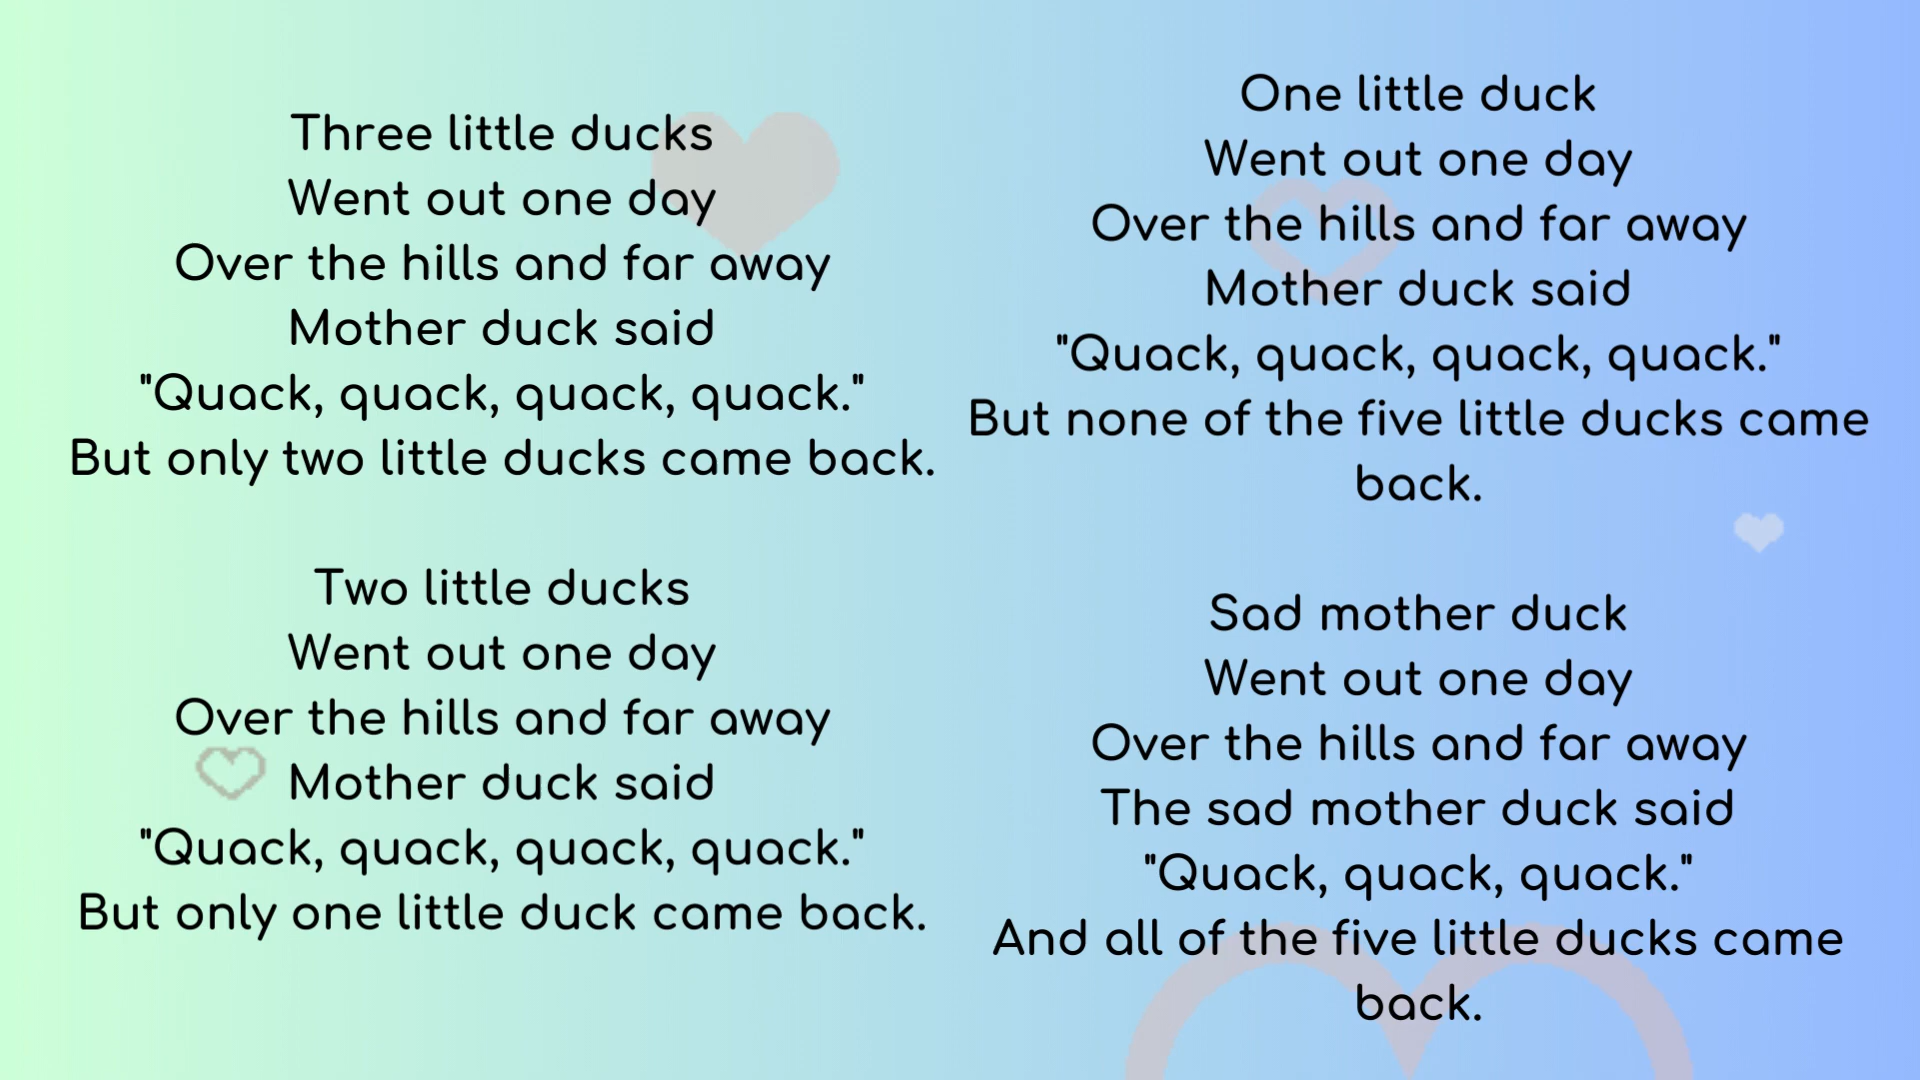 Three little ducks
Went out one day
Over the hills and far away
Mother duck said
"Quack, quack, quack, quack."
But only two little ducks came back.
Two little ducks
Went out one day
Over the hills and far away
Mother duck said
"Quack, quack, quack, quack."
But only one little duck came back.
One little duck
Went out one day
Over the hills and far away
Mother duck said
"Quack, quack, quack, quack."
But none of the five little ducks came
back.
Sad mother duck
Went out one day
Over the hills and far away
The sad mother duck said
"Quack, quack, quack."
And all of the five little ducks came
back.